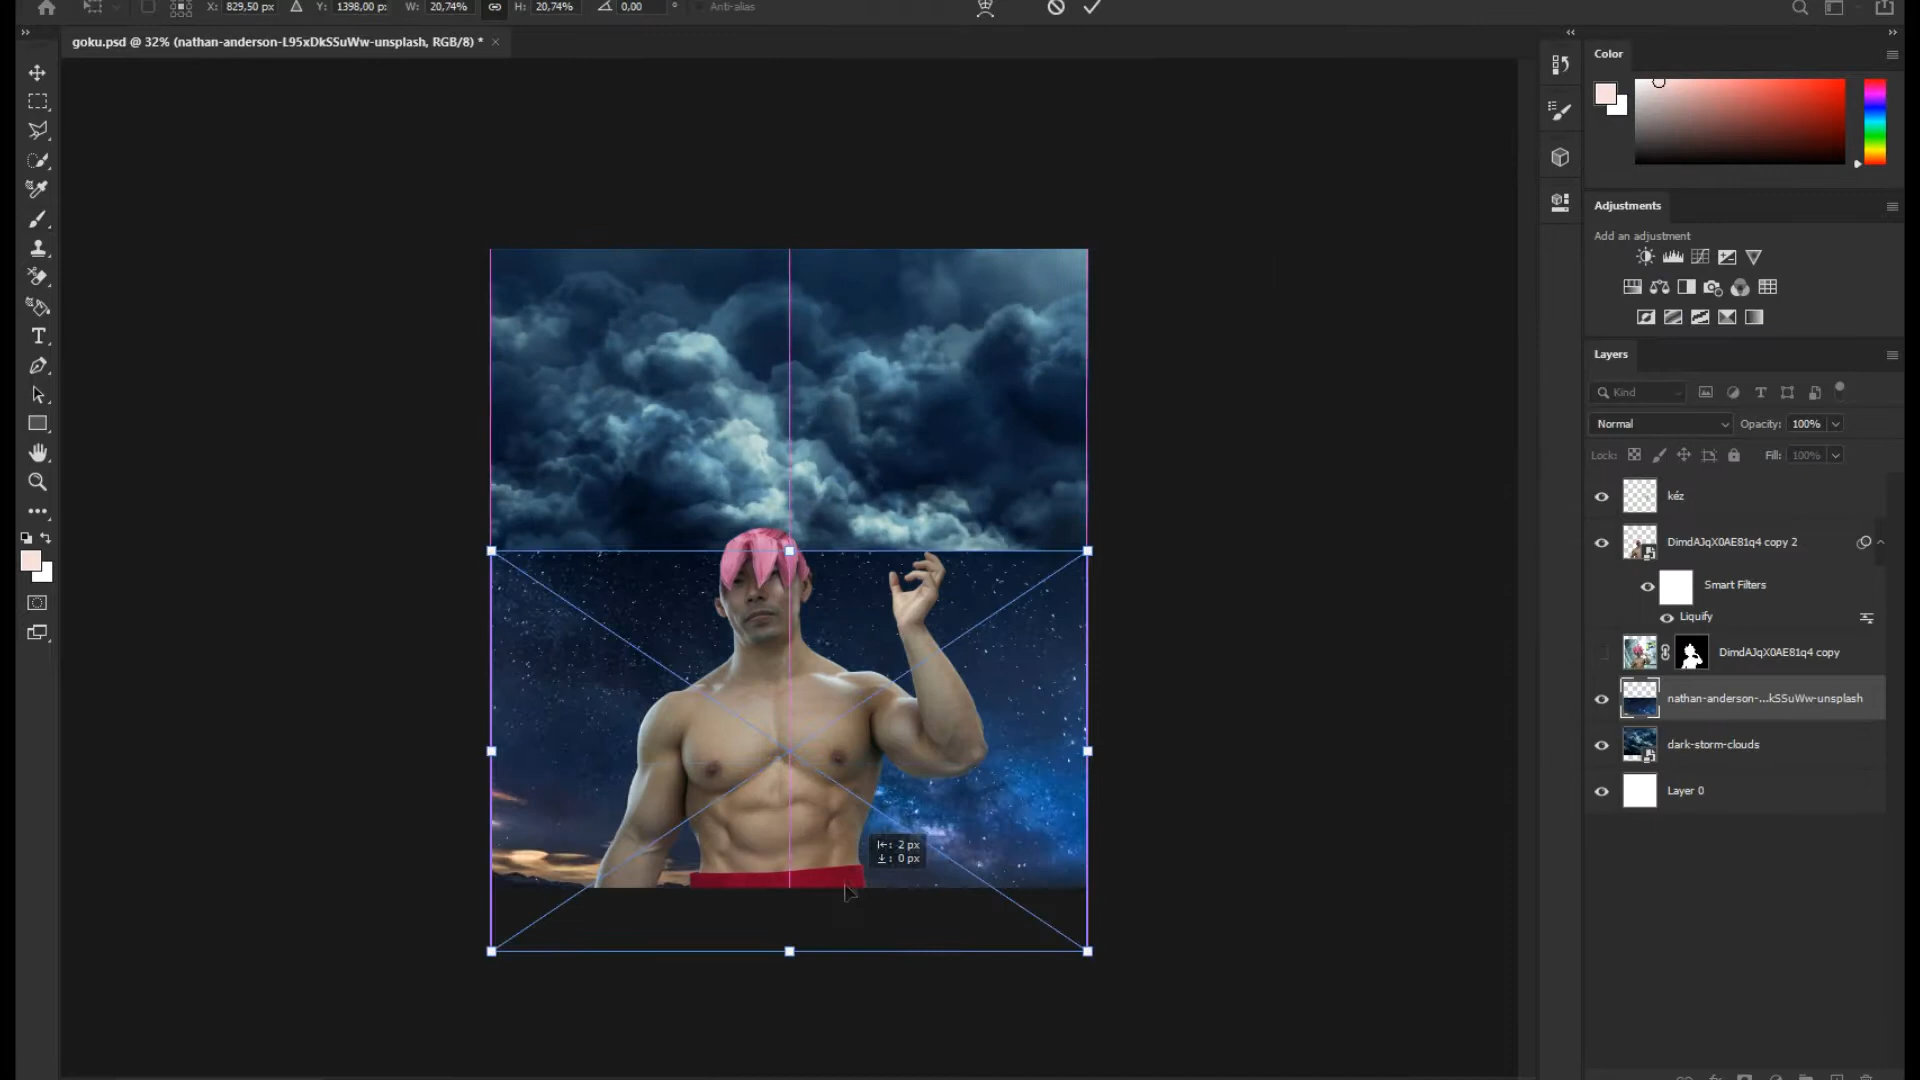 X: 829,50 px Y: 1398,00 px W: 20,74% H: 20,74% 0,00 ° Anti-alias
goku.psd @ 32% (nathan-anderson-L95xDkSSuWw-unsplash, RGB/8) * ×
Color
Adjustments
Add an adjustment
Layers
Kind
Normal Opacity: 100%
Lock: Fill: 100%
kéz
DimdAJqX0AE81q4 copy 2
Smart Filters
Liquify
DimdAJqX0AE81q4 copy
nathan-anderson-...kSSuWw-unsplash
dark-storm-clouds
Layer 0
: 2 px
: 0 px